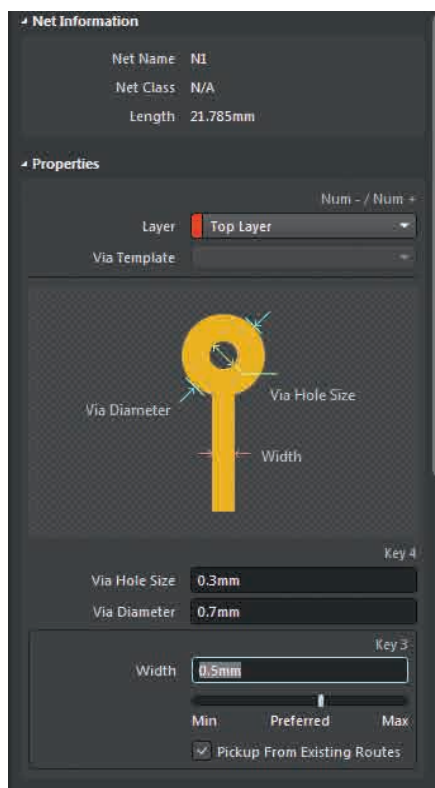 Net Information
Net Name N1
Net Class N/A
Length 21.785mm
Properties
Num - / Num +
Layer Top Layer
Via Template
Via Diameter
Via Hole Size
Width
Key 4
Via Hole Size 0.3mm
Via Diameter 0.7mm
Key 3
Width 0.5mm
Min Preferred Max
Pickup From Existing Routes